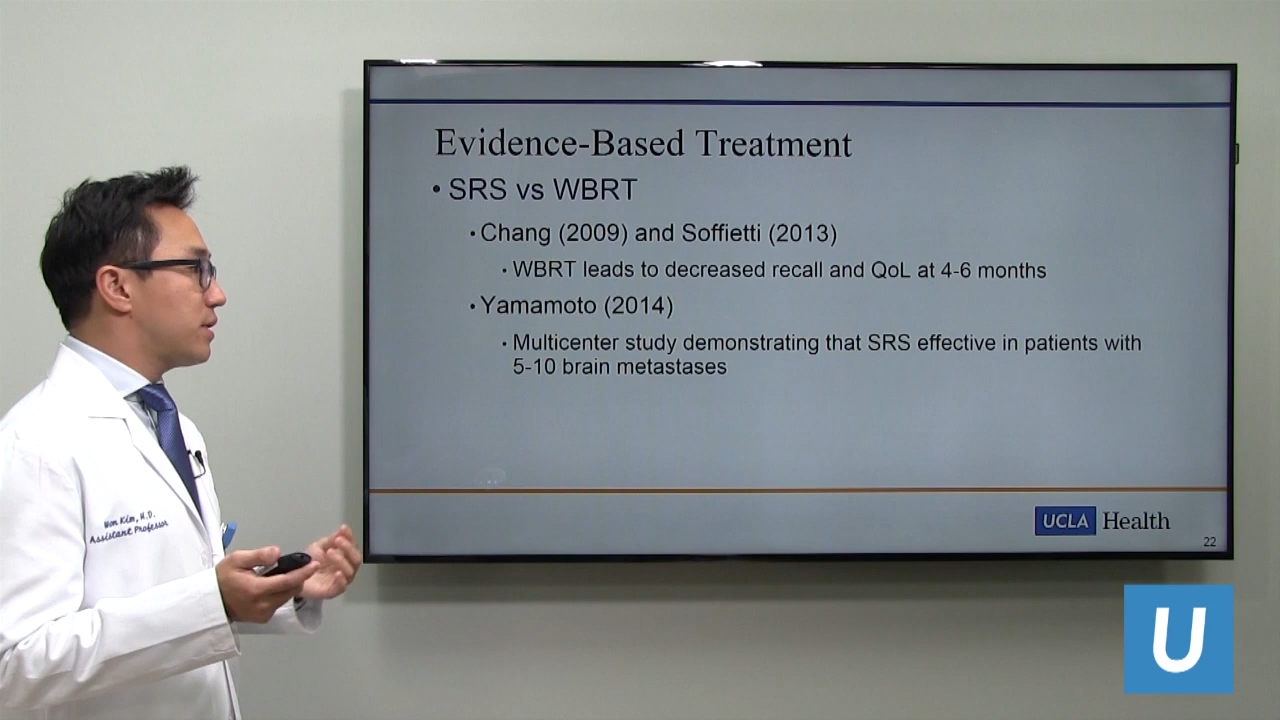 Evidence-Based Treatment
• SRS vs WBRT
• Chang (2009) and Soffietti (2013)
• WBRT leads to decreased recall and QoL at 4-6 months
• Yamamoto (2014)
• Multicenter study demonstrating that SRS effective in patients with
5-10 brain metastases
UCLA Health
22
Won Kim, M.D.
Assistant Professor
U